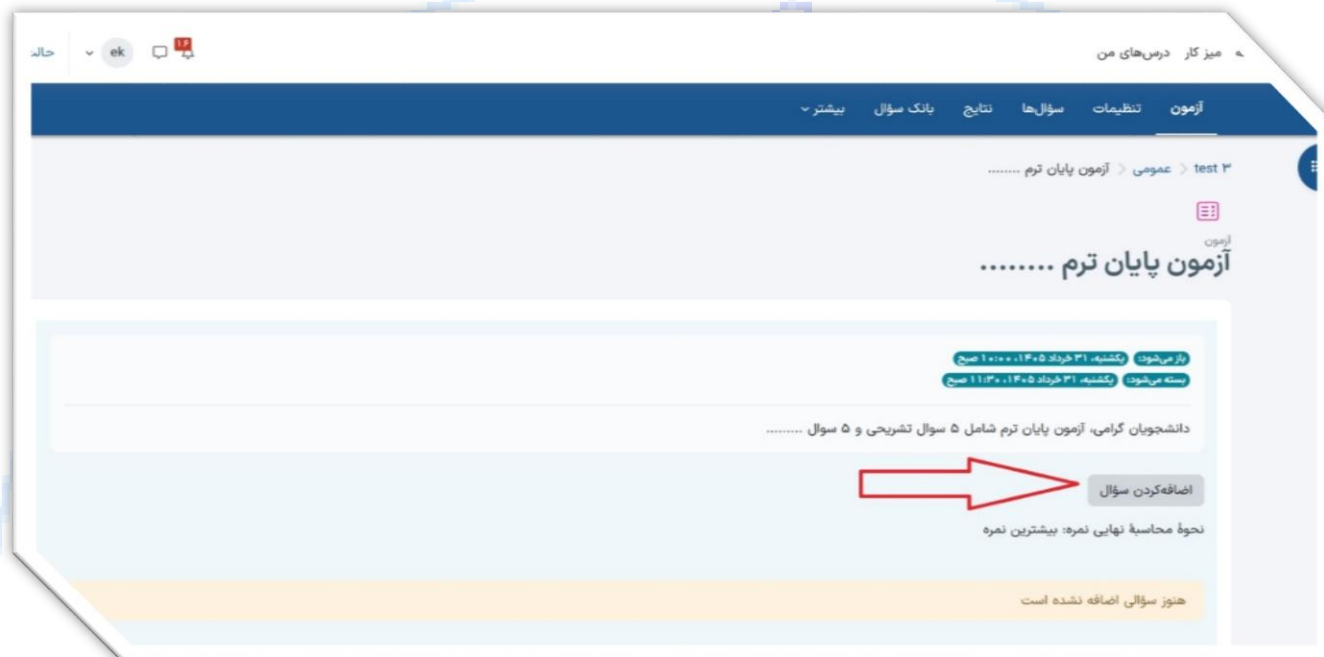 میز کار درس‌های من
۱۶ ek حالت
آزمون تنظیمات سؤال‌ها نتایج بانک سؤال بیشتر
test ۳ عمومی آزمون پایان ترم ........
آزمون
آزمون پایان ترم ........
باز می‌شود: یکشنبه، ۳۱ خرداد ۱۴۰۵، ۱۰:۰۰ صبح
بسته می‌شود: یکشنبه، ۳۱ خرداد ۱۴۰۵، ۱۱:۳۰ صبح
دانشجویان گرامی، آزمون پایان ترم شامل ۵ سوال تشریحی و ۵ سوال .........
اضافه‌کردن سؤال
نحوهٔ محاسبهٔ نهایی نمره: بیشترین نمره
هنوز سؤالی اضافه نشده است